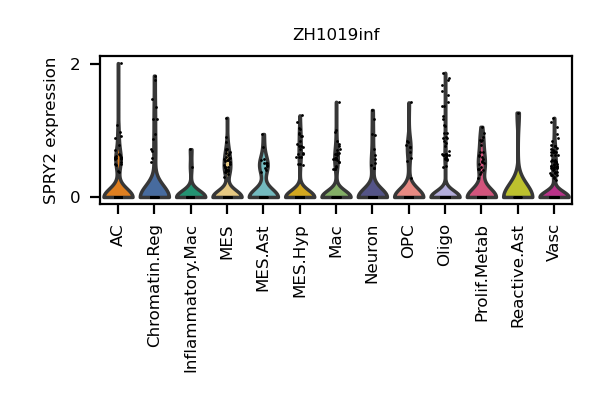 ZH1019inf
SPRY2 expression
2
0
AC
Chromatin.Reg
Inflammatory.Mac
MES
MES.Ast
MES.Hyp
Mac
Neuron
OPC
Oligo
Prolif.Metab
Reactive.Ast
Vasc